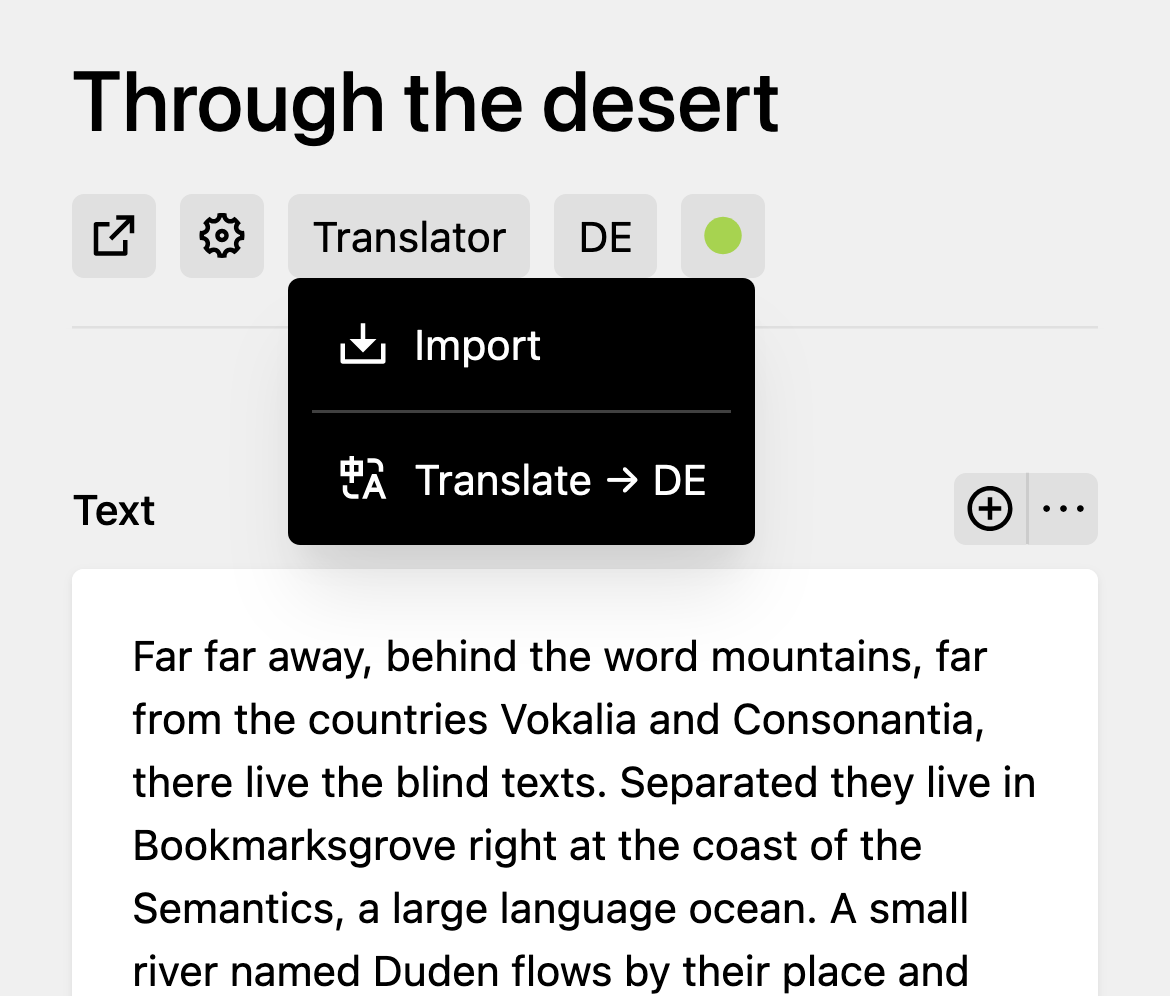 Through the desert
Translator
DE
Import
Translate → DE
Text
Far far away, behind the word mountains, far
from the countries Vokalia and Consonantia,
there live the blind texts. Separated they live in
Bookmarksgrove right at the coast of the
Semantics, a large language ocean. A small
river named Duden flows by their place and